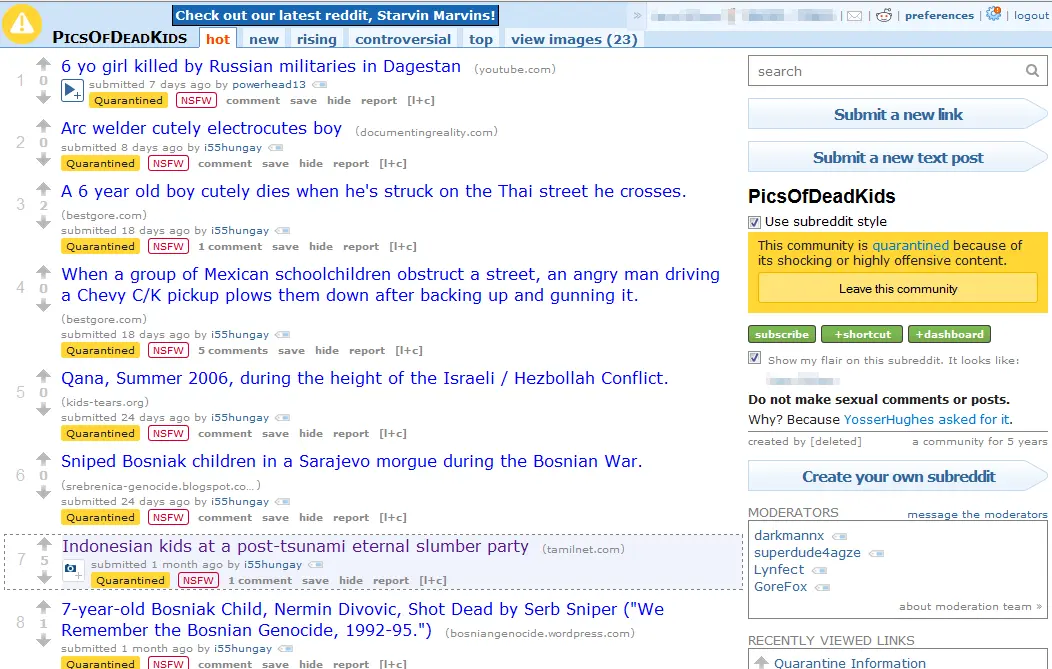 Check out our latest reddit, Starvin Marvins!
» | preferences | | logout
PICSOFDEADKIDS hot new rising controversial top view images (23)
1
0
6 yo girl killed by Russian militaries in Dagestan (youtube.com)
submitted 7 days ago by powerhead13
Quarantined NSFW comment save hide report [l+c]
2
0
Arc welder cutely electrocutes boy (documentingreality.com)
submitted 8 days ago by i55hungay
Quarantined NSFW comment save hide report [l+c]
3
2
A 6 year old boy cutely dies when he's struck on the Thai street he crosses.
(bestgore.com)
submitted 18 days ago by i55hungay
Quarantined NSFW 1 comment save hide report [l+c]
4
0
When a group of Mexican schoolchildren obstruct a street, an angry man driving
a Chevy C/K pickup plows them down after backing up and gunning it.
(bestgore.com)
submitted 18 days ago by i55hungay
Quarantined NSFW 5 comments save hide report [l+c]
5
0
Qana, Summer 2006, during the height of the Israeli / Hezbollah Conflict.
(kids-tears.org)
submitted 24 days ago by i55hungay
Quarantined NSFW comment save hide report [l+c]
6
0
Sniped Bosniak children in a Sarajevo morgue during the Bosnian War.
(srebrenica-genocide.blogspot.co…)
submitted 24 days ago by i55hungay
Quarantined NSFW comment save hide report [l+c]
7
5
Indonesian kids at a post-tsunami eternal slumber party (tamilnet.com)
submitted 1 month ago by i55hungay
Quarantined NSFW 1 comment save hide report [l+c]
8
1
7-year-old Bosniak Child, Nermin Divovic, Shot Dead by Serb Sniper ("We
Remember the Bosnian Genocide, 1992-95.") (bosniangenocide.wordpress.com)
submitted 1 month ago by i55hungay
Quarantined NSFW comment save hide report [l+c]
search
Submit a new link
Submit a new text post
PicsOfDeadKids
Use subreddit style
This community is quarantined because of
its shocking or highly offensive content.
Leave this community
subscribe +shortcut +dashboard
Show my flair on this subreddit. It looks like:
Do not make sexual comments or posts.
Why? Because YosserHughes asked for it.
created by [deleted] a community for 5 years
Create your own subreddit
MODERATORS message the moderators
darkmannx
superdude4agze
Lynfect
GoreFox
about moderation team »
RECENTLY VIEWED LINKS
Quarantine Information